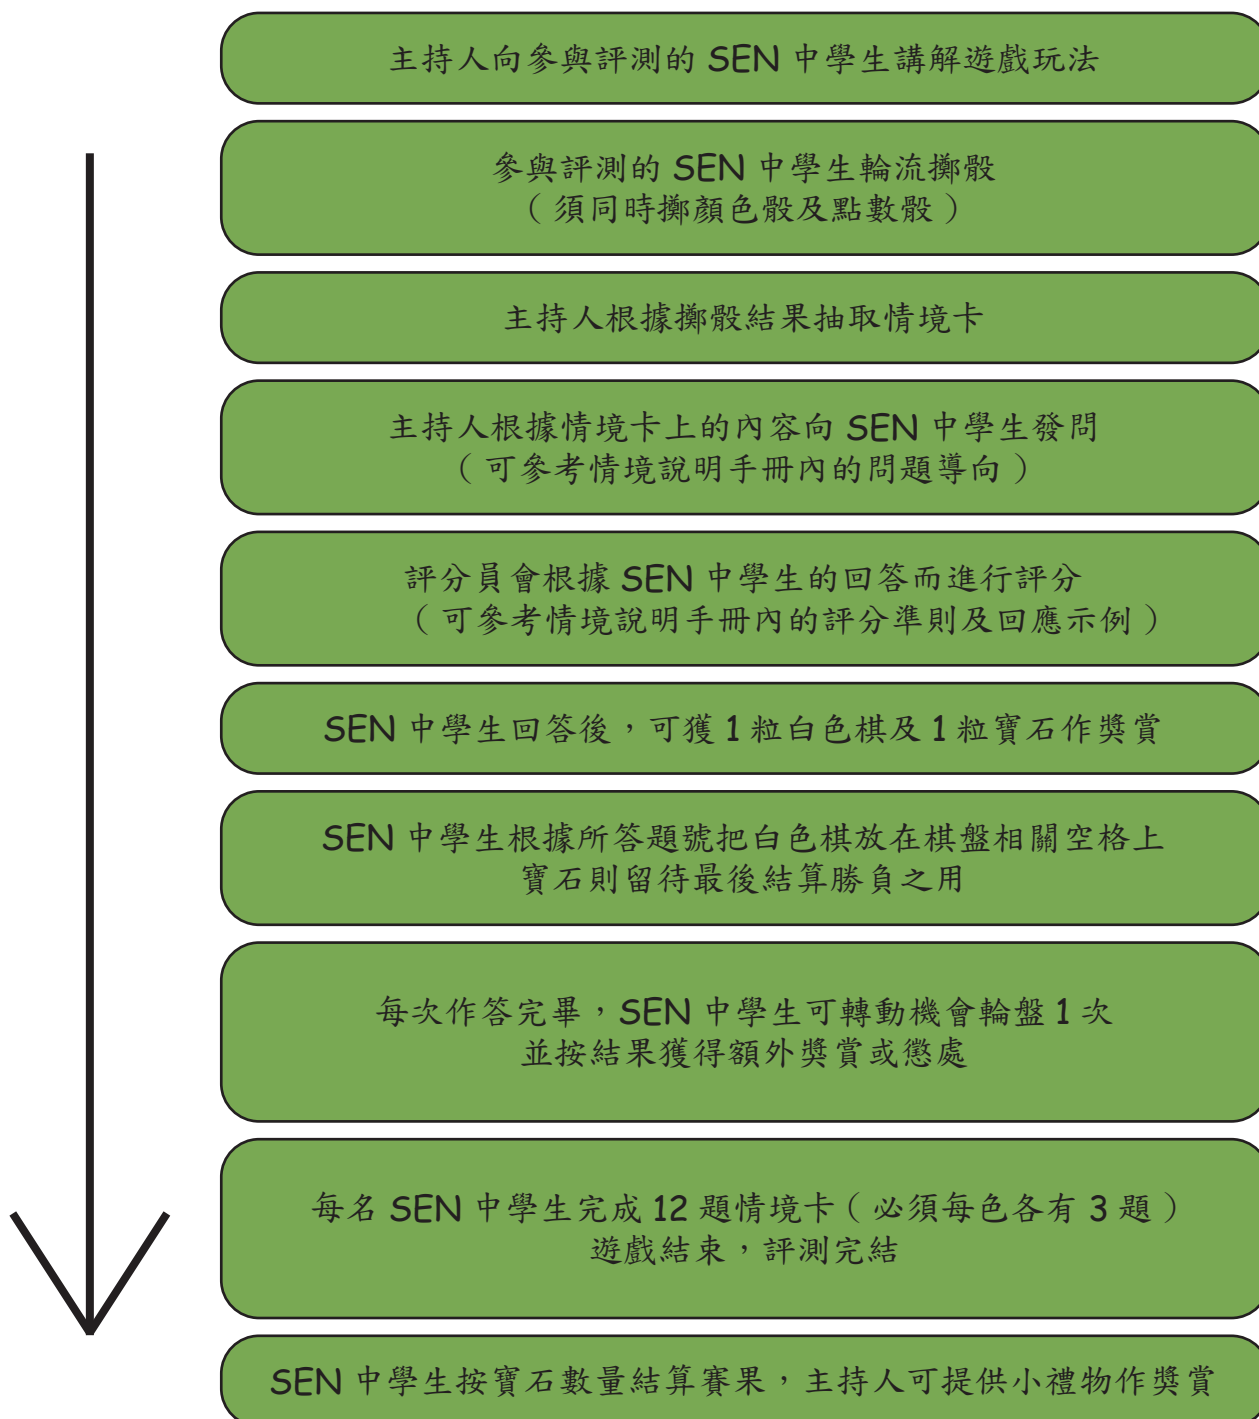 主持人向參與評測的 SEN 中學生講解遊戲玩法
參與評測的 SEN 中學生輪流擲骰
（須同時擲顏色骰及點數骰）
主持人根據擲骰結果抽取情境卡
主持人根據情境卡上的內容向 SEN 中學生發問
（可參考情境說明手冊內的問題導向）
評分員會根據 SEN 中學生的回答而進行評分
（可參考情境說明手冊內的評分準則及回應示例）
SEN 中學生回答後，可獲 1 粒白色棋及 1 粒寶石作獎賞
SEN 中學生根據所答題號把白色棋放在棋盤相關空格上
寶石則留待最後結算勝負之用
每次作答完畢，SEN 中學生可轉動機會輪盤 1 次
並按結果獲得額外獎賞或懲處
每名 SEN 中學生完成 12 題情境卡（必須每色各有 3 題）
遊戲結束，評測完結
SEN 中學生按寶石數量結算賽果，主持人可提供小禮物作獎賞